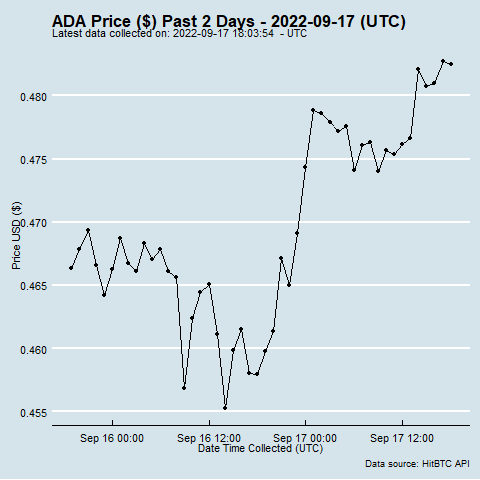 ADA Price ($) Past 2 Days - 2022-09-17 (UTC)
Latest data collected on: 2022-09-17 18:03:54  - UTC
Price USD ($)
0.480
0.475
0.470
0.465
0.460
0.455
Sep 16 00:00 Sep 16 12:00 Sep 17 00:00 Sep 17 12:00
Date Time Collected (UTC)
Data source: HitBTC API